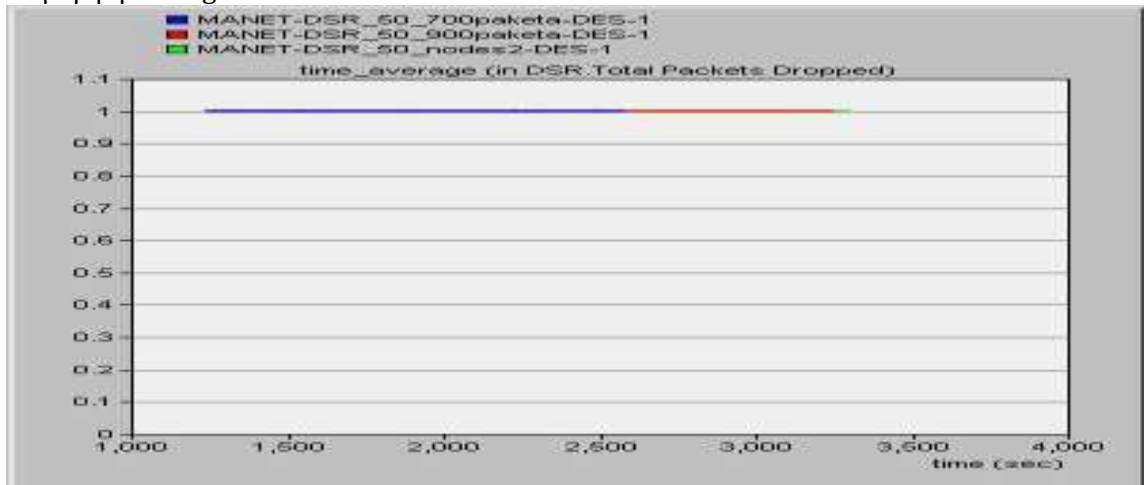 MANET-DSR_50_700paketa-DES-1
MANET-DSR_50_900paketa-DES-1
MANET-DSR_50_nodes2-DES-1
time_average (in DSR.Total Packets Dropped)
1.1
1
0.9
0.8
0.7
0.6
0.5
0.4
0.3
0.2
0.1
0
1,000 1,500 2,000 2,500 3,000 3,500 4,000
time (sec)